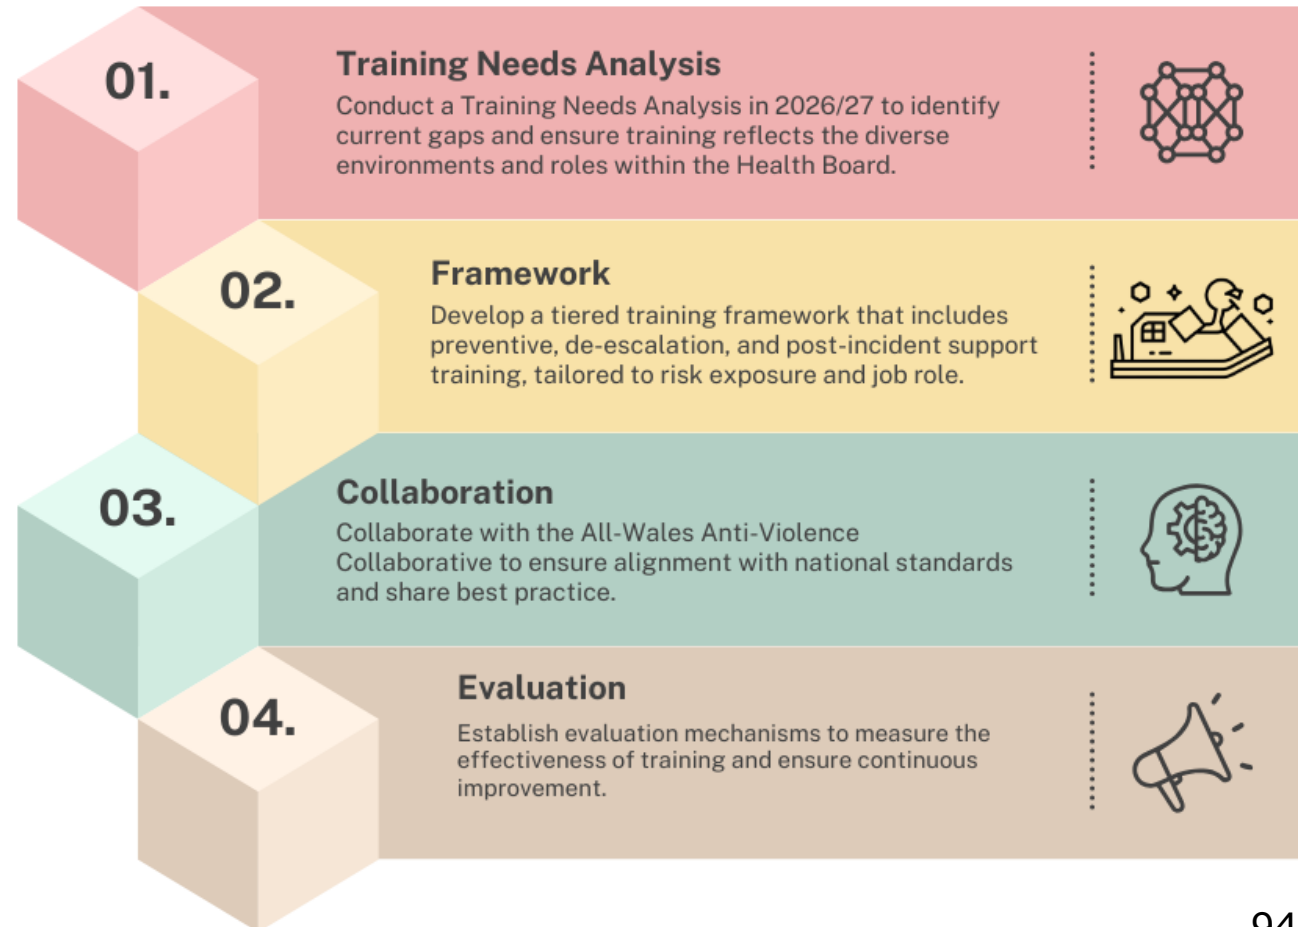 01.
Training Needs Analysis
Conduct a Training Needs Analysis in 2026/27 to identify
current gaps and ensure training reflects the diverse
environments and roles within the Health Board.
02.
Framework
Develop a tiered training framework that includes
preventive, de-escalation, and post-incident support
training, tailored to risk exposure and job role.
03.
Collaboration
Collaborate with the All-Wales Anti-Violence
Collaborative to ensure alignment with national standards
and share best practice.
04.
Evaluation
Establish evaluation mechanisms to measure the
effectiveness of training and ensure continuous
improvement.
94